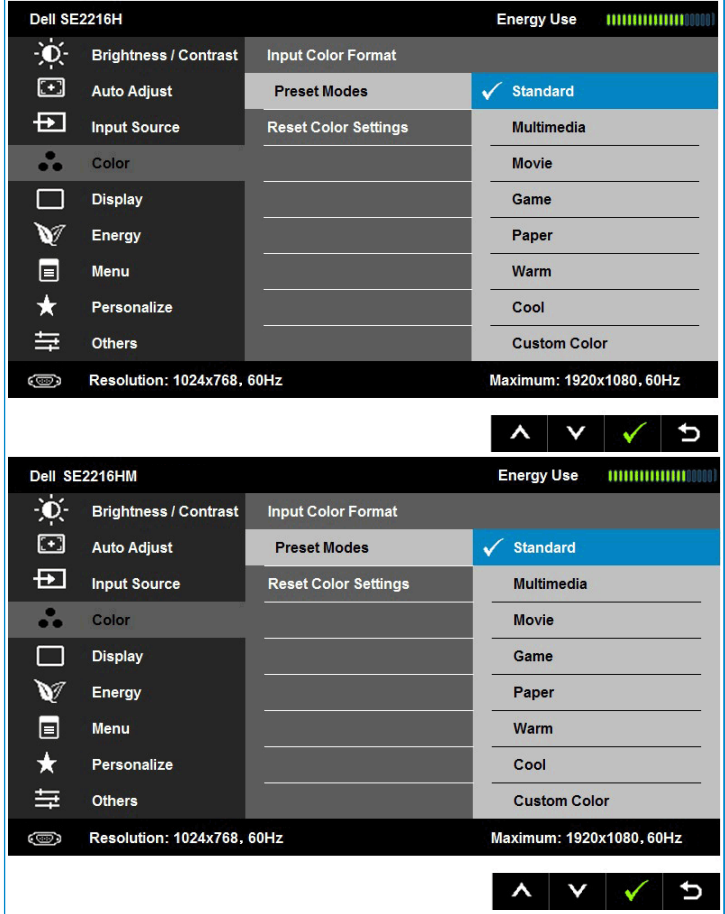 Dell SE2216H Energy Use
Brightness / Contrast Input Color Format
Auto Adjust Preset Modes Standard
Input Source Reset Color Settings Multimedia
Color Movie
Display Game
Energy Paper
Menu Warm
Personalize Cool
Others Custom Color
Resolution: 1024x768, 60Hz Maximum: 1920x1080, 60Hz
Dell SE2216HM Energy Use
Brightness / Contrast Input Color Format
Auto Adjust Preset Modes Standard
Input Source Reset Color Settings Multimedia
Color Movie
Display Game
Energy Paper
Menu Warm
Personalize Cool
Others Custom Color
Resolution: 1024x768, 60Hz Maximum: 1920x1080, 60Hz